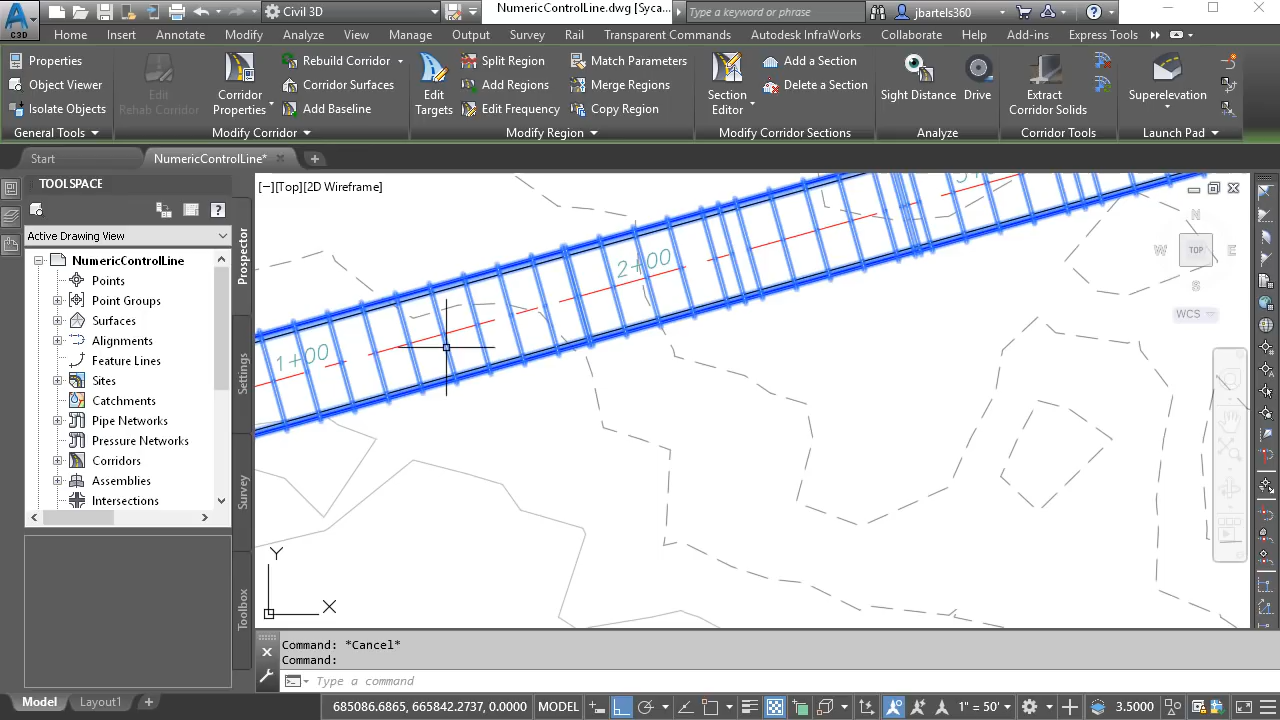 C3D
Civil 3D
NumericControlLine.dwg [Syca...
Type a keyword or phrase
jbartels360
Home Insert Annotate Modify Analyze View Manage Output Survey Rail Transparent Commands Autodesk InfraWorks Collaborate Help Add-ins Express Tools
Properties
Object Viewer
Isolate Objects
General Tools
Edit
Rehab Corridor
Corridor
Properties
Rebuild Corridor
Corridor Surfaces
Add Baseline
Modify Corridor
Edit
Targets
Split Region
Add Regions
Edit Frequency
Match Parameters
Merge Regions
Copy Region
Modify Region
Section
Editor
Add a Section
Delete a Section
Modify Corridor Sections
Sight Distance
Drive
Analyze
Extract
Corridor Solids
Corridor Tools
Superelevation
Launch Pad
Start
NumericControlLine*
TOOLSPACE
Active Drawing View
NumericControlLine
Points
Point Groups
Surfaces
Alignments
Feature Lines
Sites
Catchments
Pipe Networks
Pressure Networks
Corridors
Assemblies
Intersections
Prospector
Settings
Survey
Toolbox
[−][Top][2D Wireframe]
1+00
2+00
N
W
TOP
E
S
WCS
Y
X
Command: *Cancel*
Command:
Type a command
Model
Layout1
685086.6865, 665842.2737, 0.0000
MODEL
1" = 50'
3.5000